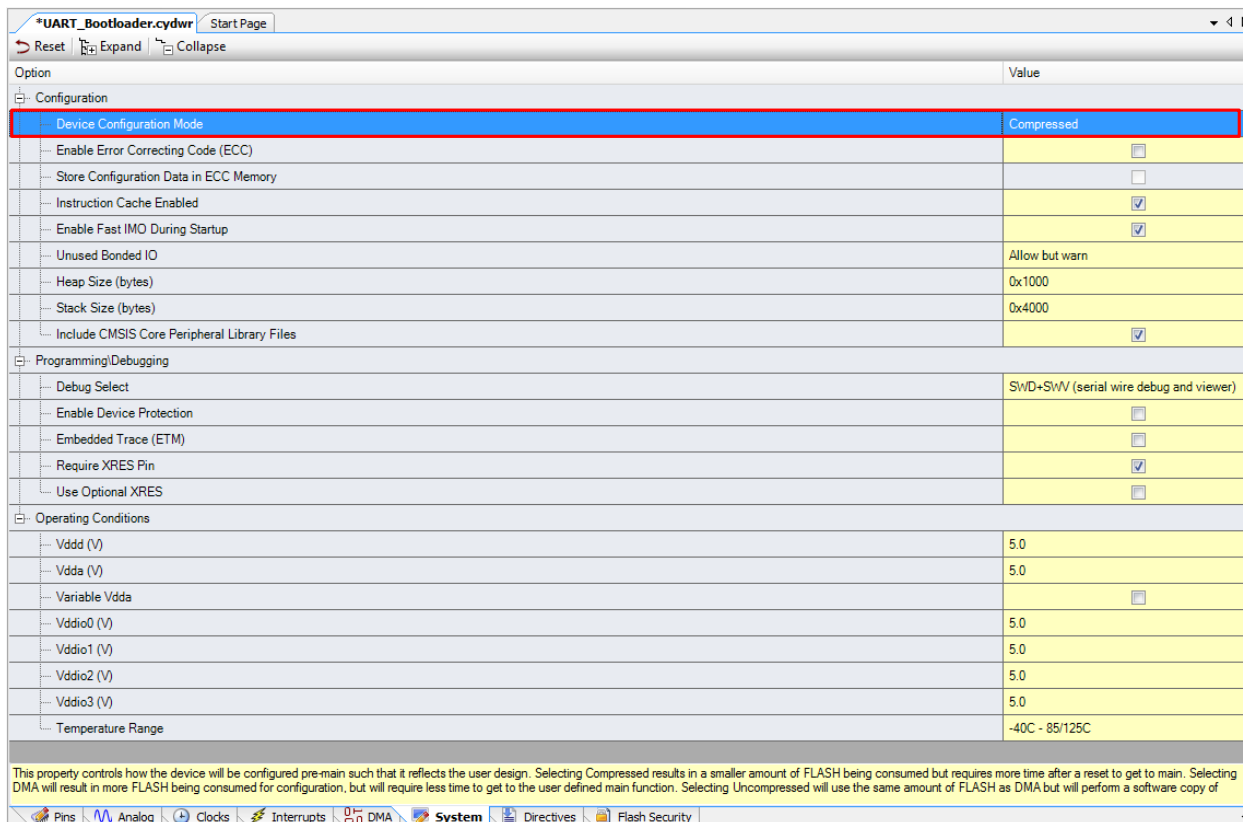 *UART_Bootloader.cydwr Start Page
Reset Expand Collapse
Option Value
Configuration
Device Configuration Mode Compressed
Enable Error Correcting Code (ECC)
Store Configuration Data in ECC Memory
Instruction Cache Enabled
Enable Fast IMO During Startup
Unused Bonded IO Allow but warn
Heap Size (bytes) 0x1000
Stack Size (bytes) 0x4000
Include CMSIS Core Peripheral Library Files
Programming\Debugging
Debug Select SWD+SWV (serial wire debug and viewer)
Enable Device Protection
Embedded Trace (ETM)
Require XRES Pin
Use Optional XRES
Operating Conditions
Vddd (V) 5.0
Vdda (V) 5.0
Variable Vdda
Vddio0 (V) 5.0
Vddio1 (V) 5.0
Vddio2 (V) 5.0
Vddio3 (V) 5.0
Temperature Range -40C - 85/125C
This property controls how the device will be configured pre-main such that it reflects the user design. Selecting Compressed results in a smaller amount of FLASH being consumed but requires more time after a reset to get to main. Selecting
DMA will result in more FLASH being consumed for configuration, but will require less time to get to the user defined main function. Selecting Uncompressed will use the same amount of FLASH as DMA but will perform a software copy of
Pins Analog Clocks Interrupts DMA System Directives Flash Security